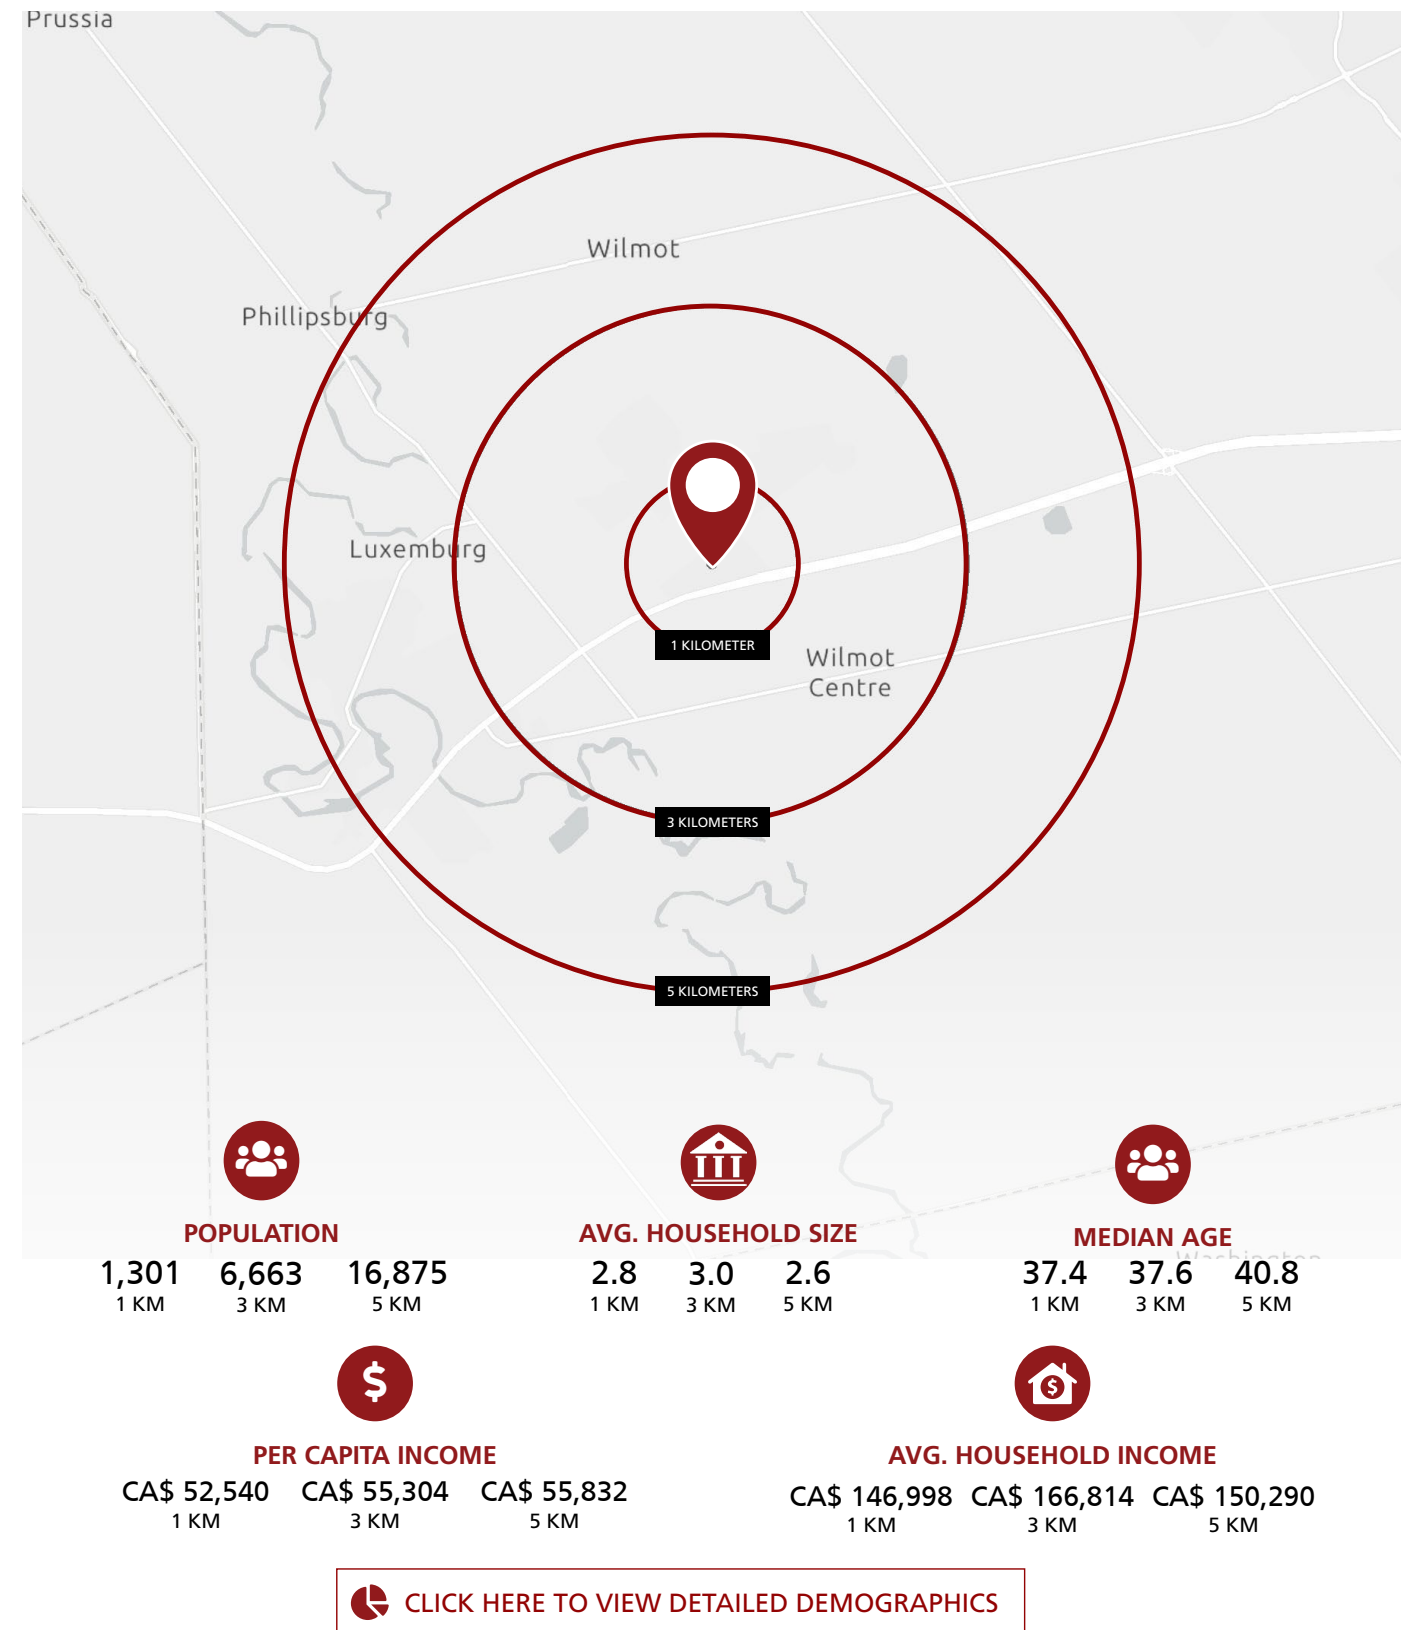 Prussia
Wilmot
Phillipsburg
Luxemburg
1 KILOMETER
Wilmot
Centre
3 KILOMETERS
5 KILOMETERS
POPULATION
1,301 6,663 16,875
1 KM 3 KM 5 KM
AVG. HOUSEHOLD SIZE
2.8 3.0 2.6
1 KM 3 KM 5 KM
MEDIAN AGE
Washington
37.4 37.6 40.8
1 KM 3 KM 5 KM
PER CAPITA INCOME
CA$ 52,540 CA$ 55,304 CA$ 55,832
1 KM 3 KM 5 KM
AVG. HOUSEHOLD INCOME
CA$ 146,998 CA$ 166,814 CA$ 150,290
1 KM 3 KM 5 KM
CLICK HERE TO VIEW DETAILED DEMOGRAPHICS